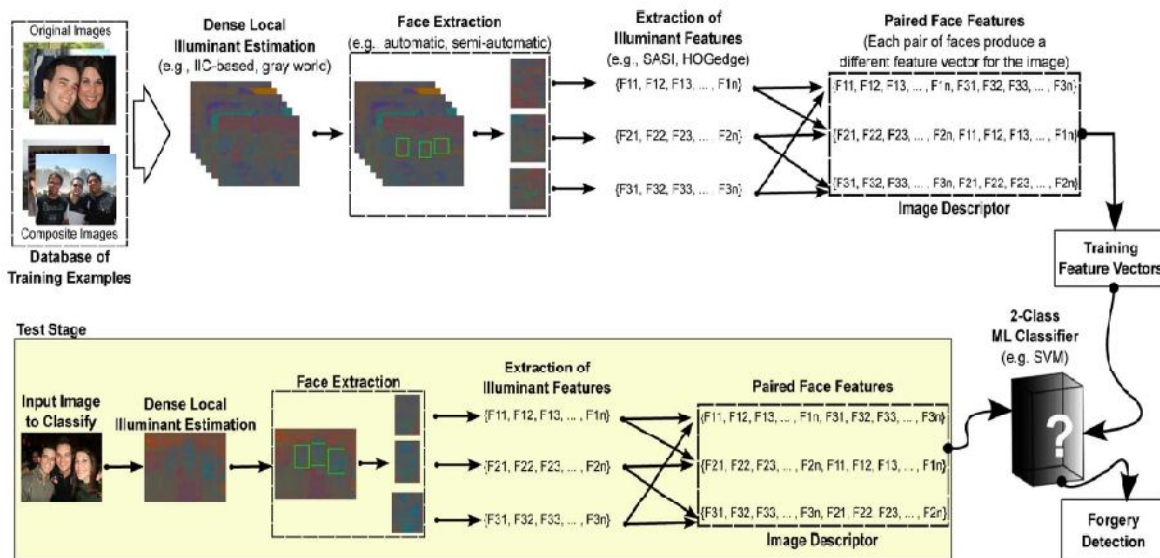 Original Images
Composite Images
Database of
Training Examples
Dense Local
Illuminant Estimation
(e.g., IIC-based, gray world)
Face Extraction
(e.g. automatic, semi-automatic)
Extraction of
Illuminant Features
(e.g., SASI, HOGedge)
{F11, F12, F13, ... , F1n}
{F21, F22, F23, ... , F2n}
{F31, F32, F33, ... , F3n}
Paired Face Features
(Each pair of faces produce a
different feature vector for the image)
{F11, F12, F13, ... , F1n, F31, F32, F33, ... , F3n}
{F21, F22, F23, ... , F2n, F11, F12, F13, ... , F1n}
{F31, F32, F33, ... , F3n, F21, F22, F23, ... , F2n}
Image Descriptor
Training
Feature Vectors
2-Class
ML Classifier
(e.g. SVM)
?
Forgery
Detection
Test Stage
Input Image
to Classify
Dense Local
Illuminant Estimation
Face Extraction
Extraction of
Illuminant Features
{F11, F12, F13, ... , F1n}
{F21, F22, F23, ... , F2n}
{F31, F32, F33, ... , F3n}
Paired Face Features
{F11, F12, F13, ... , F1n, F31, F32, F33, ... , F3n}
{F21, F22, F23, ... , F2n, F11, F12, F13, ... , F1n}
{F31, F32, F33, ... , F3n, F21, F22, F23, ... , F2n}
Image Descriptor